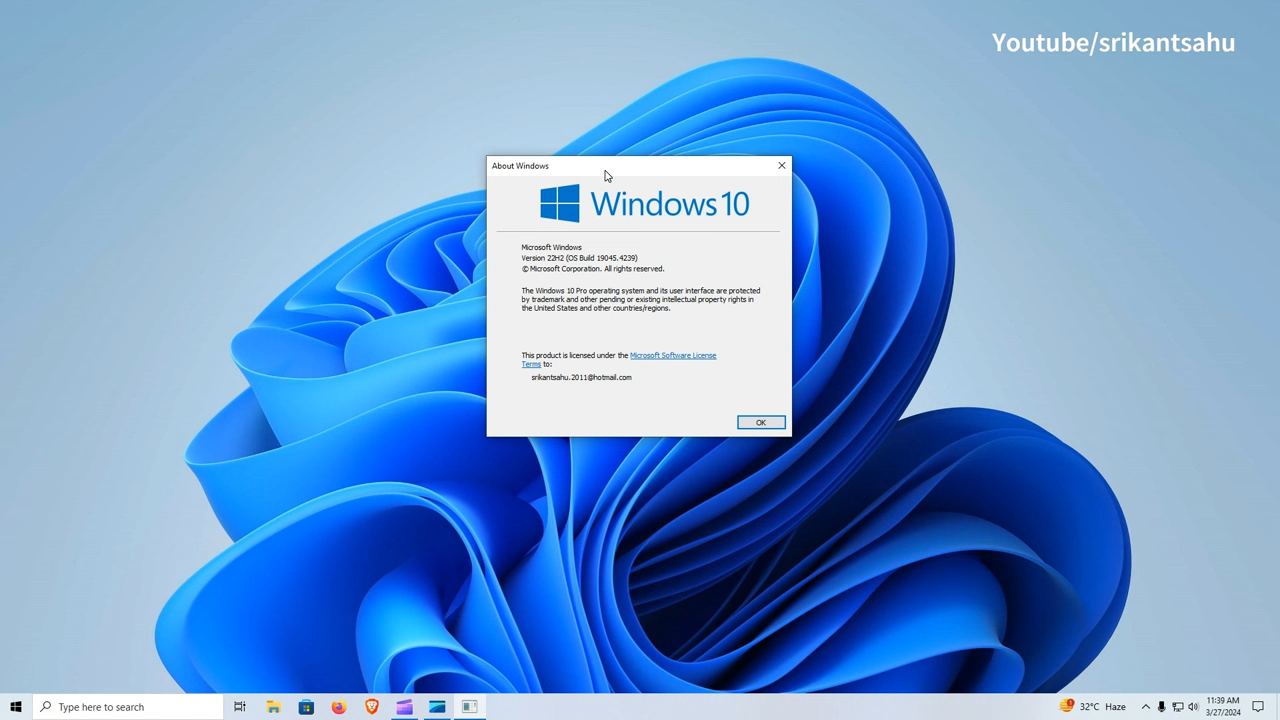 Youtube/srikantsahu
About Windows
Windows 10
Microsoft Windows
Version 22H2 (OS Build 19045.4239)
© Microsoft Corporation. All rights reserved.
The Windows 10 Pro operating system and its user interface are protected
by trademark and other pending or existing intellectual property rights in
the United States and other countries/regions.
This product is licensed under the Microsoft Software License
Terms to:
srikantsahu.2011@hotmail.com
OK
Type here to search
32°C Haze
11:39 AM
3/27/2024